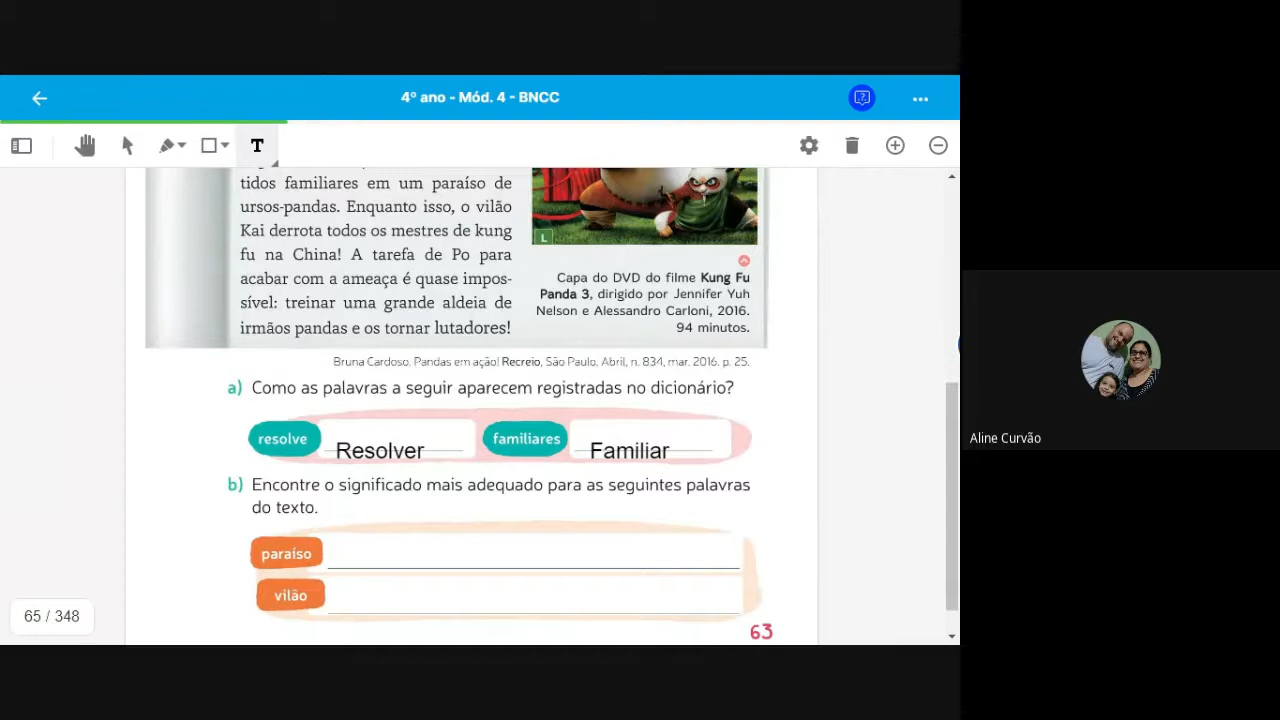 4º ano - Mód. 4 - BNCC
T
tidos familiares em um paraíso de
ursos-pandas. Enquanto isso, o vilão
Kai derrota todos os mestres de kung
fu na China! A tarefa de Po para
acabar com a ameaça é quase impos-
sível: treinar uma grande aldeia de
irmãos pandas e os tornar lutadores!
L
Capa do DVD do filme Kung Fu
Panda 3, dirigido por Jennifer Yuh
Nelson e Alessandro Carloni, 2016.
94 minutos.
Bruna Cardoso. Pandas em ação! Recreio, São Paulo, Abril, n. 834, mar. 2016. p. 25.
a) Como as palavras a seguir aparecem registradas no dicionário?
resolve Resolver familiares Familiar
b) Encontre o significado mais adequado para as seguintes palavras
do texto.
paraíso
vilão
65 / 348
63
Aline Curvão